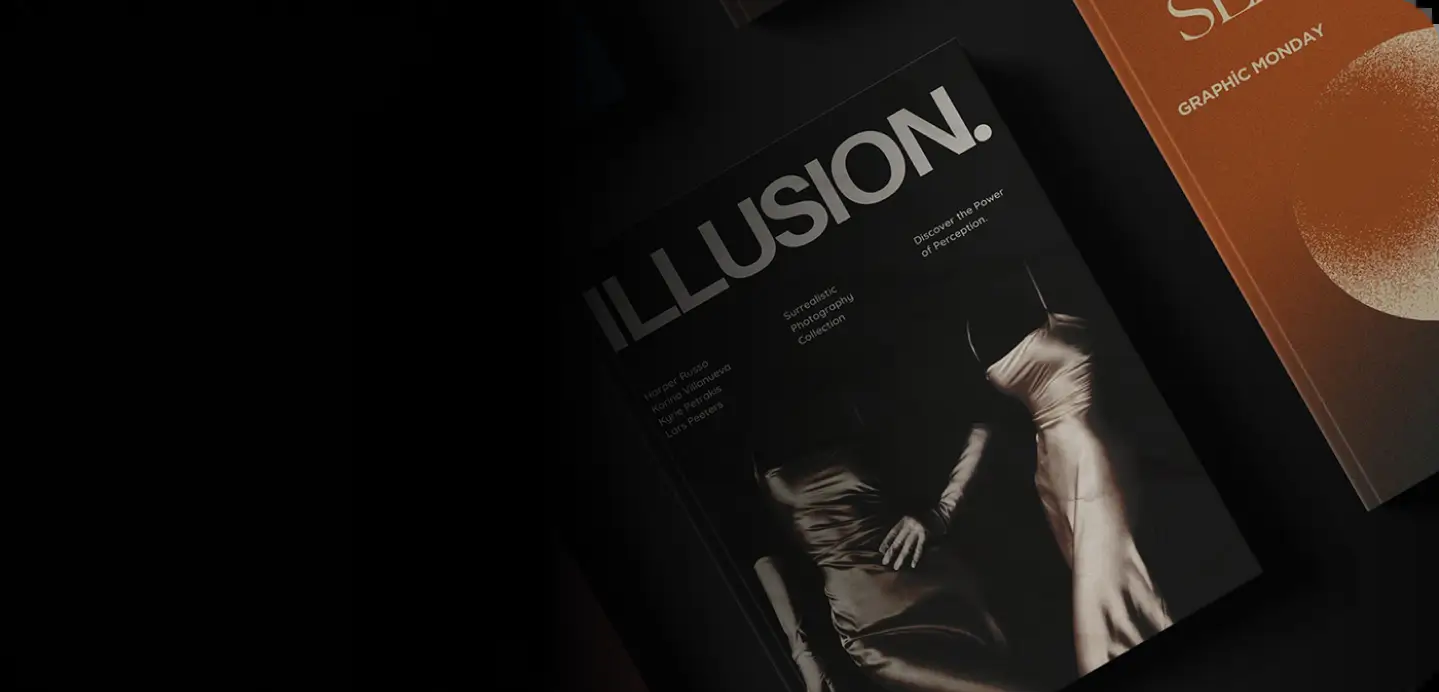 ILLUSION.
Discover the Power
of Perception.
Surrealistic
Photography
Collection
Harper Russo
Karina Villanueva
Kyrie Petrakis
Lars Peeters
GRAPHIC MONDAY